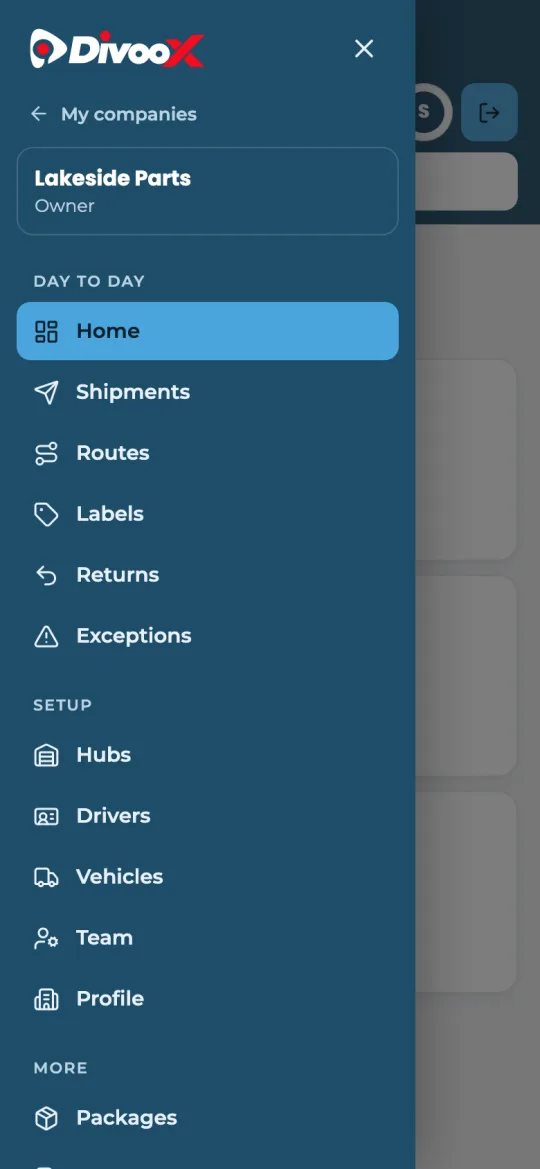 DivooX
My companies
Lakeside Parts
Owner
S
DAY TO DAY
Home
Shipments
Routes
Labels
Returns
Exceptions
SETUP
Hubs
Drivers
Vehicles
Team
Profile
MORE
Packages